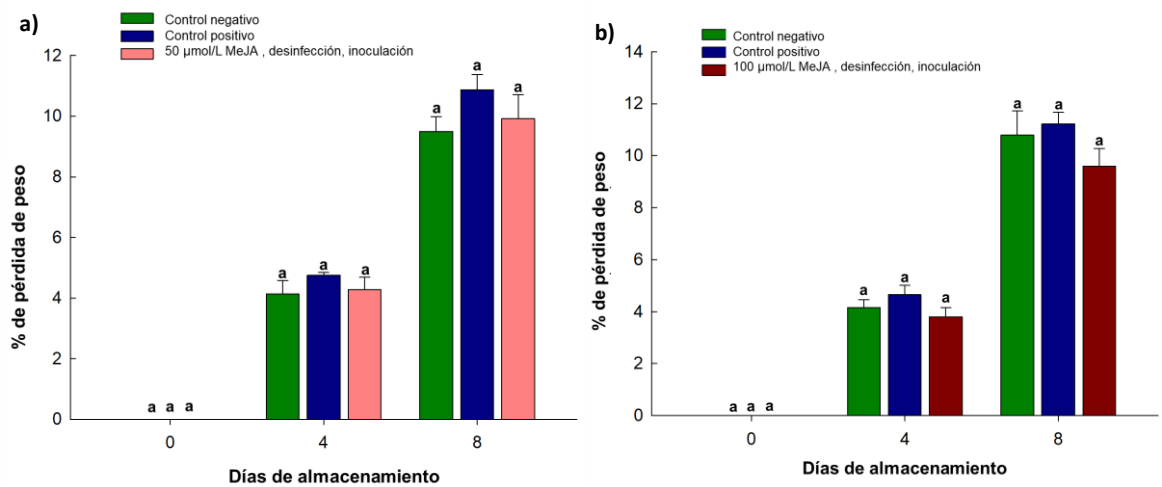 a)
Control negativo
Control positivo
50 µmol/L MeJA , desinfección, inoculación
% de pérdida de peso
12
10
8
6
4
2
0
a a a
a a a
a a a
0 4 8
Días de almacenamiento
b)
Control negativo
Control positivo
100 µmol/L MeJA , desinfección, inoculación
% de pérdida de peso
14
12
10
8
6
4
2
0
a a a
a a a
a a a
0 4 8
Días de almacenamiento